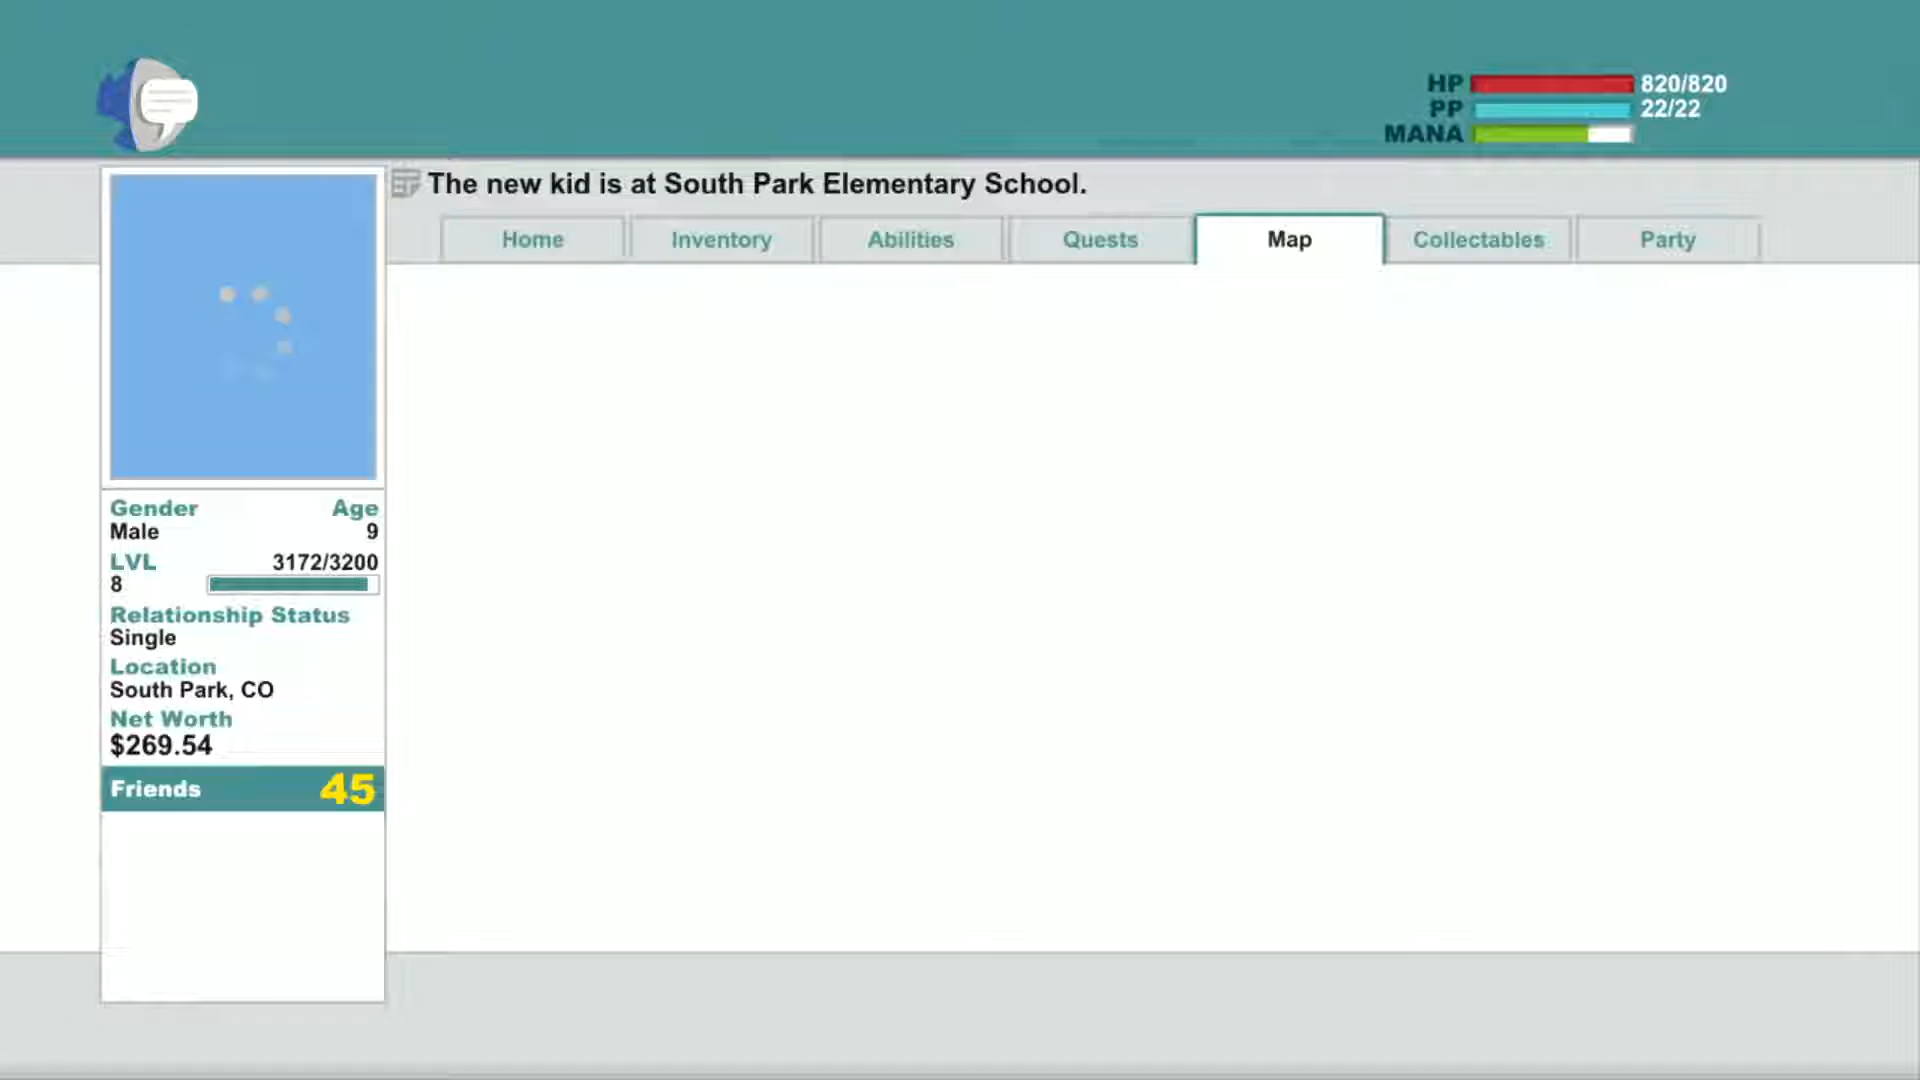 HP 820/820
PP 22/22
MANA
The new kid is at South Park Elementary School.
Home Inventory Abilities Quests Map Collectables Party
Gender Age
Male 9
LVL 3172/3200
8
Relationship Status
Single
Location
South Park, CO
Net Worth
$269.54
Friends 45